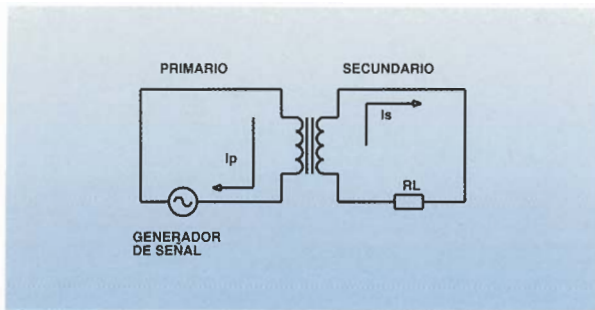 PRIMARIO
SECUNDARIO
Ip
Is
RL
GENERADOR
DE SEÑAL